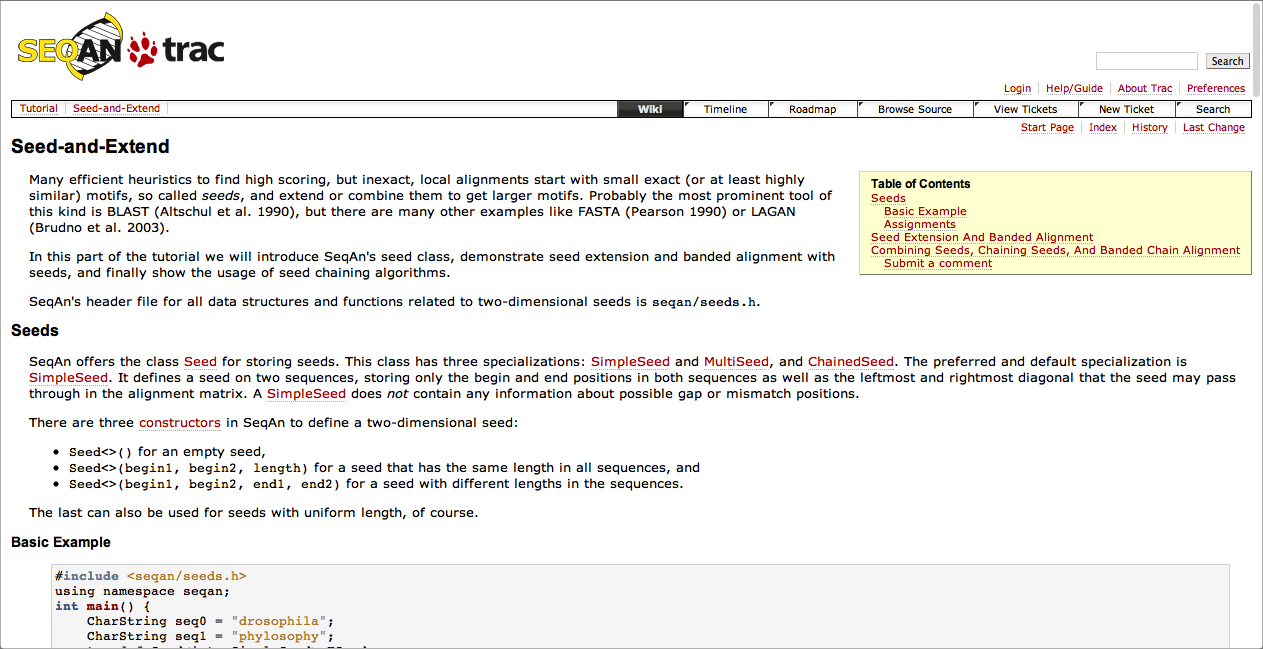 SEQAN trac
Search
Login Help/Guide About Trac Preferences
Tutorial Seed-and-Extend Wiki Timeline Roadmap Browse Source View Tickets New Ticket Search
Start Page Index History Last Change
Seed-and-Extend
Many efficient heuristics to find high scoring, but inexact, local alignments start with small exact (or at least highly
similar) motifs, so called seeds, and extend or combine them to get larger motifs. Probably the most prominent tool of
this kind is BLAST (Altschul et al. 1990), but there are many other examples like FASTA (Pearson 1990) or LAGAN
(Brudno et al. 2003).
In this part of the tutorial we will introduce SeqAn's seed class, demonstrate seed extension and banded alignment with
seeds, and finally show the usage of seed chaining algorithms.
SeqAn's header file for all data structures and functions related to two-dimensional seeds is seqan/seeds.h.
Table of Contents
Seeds
Basic Example
Assignments
Seed Extension And Banded Alignment
Combining Seeds, Chaining Seeds, And Banded Chain Alignment
Submit a comment
Seeds
SeqAn offers the class Seed for storing seeds. This class has three specializations: SimpleSeed and MultiSeed, and ChainedSeed. The preferred and default specialization is
SimpleSeed. It defines a seed on two sequences, storing only the begin and end positions in both sequences as well as the leftmost and rightmost diagonal that the seed may pass
through in the alignment matrix. A SimpleSeed does not contain any information about possible gap or mismatch positions.
There are three constructors in SeqAn to define a two-dimensional seed:
• Seed<>() for an empty seed,
• Seed<>(begin1, begin2, length) for a seed that has the same length in all sequences, and
• Seed<>(begin1, begin2, end1, end2) for a seed with different lengths in the sequences.
The last can also be used for seeds with uniform length, of course.
Basic Example
#include <seqan/seeds.h>
using namespace seqan;
int main() {
CharString seq0 = "drosophila";
CharString seq1 = "phylosophy";